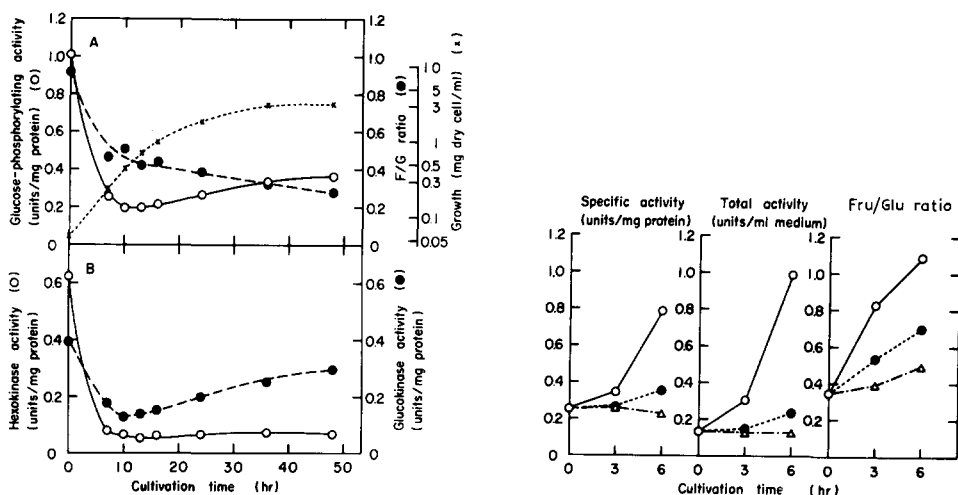 A
Glucose-phosphorylating activity
(units/mg protein) (O)
1.2
1.0
0.8
0.6
0.4
0.2
0
1.2
1.0
0.8
0.6
0.4
0.2
0
F/G ratio (●)
10
5
3
1
0.5
0.3
0.1
0.05
Growth (mg dry cell/ml) (x)
B
Hexokinase activity (O)
(units/mg protein)
0.6
0.4
0.2
0
0.6
0.4
0.2
0
Glucokinase activity (●)
(units/mg protein)
0 10 20 30 40 50
Cultivation time (hr)
Specific activity
(units/mg protein)
Total activity
(units/ml medium)
Fru/Glu ratio
1.2
1.0
0.8
0.6
0.4
0.2
0
1.2
1.0
0.8
0.6
0.4
0.2
0
1.4
1.2
1.0
0.8
0.6
0.4
0.2
0
0 3 6 0 3 6 0 3 6
Cultivation time (hr)